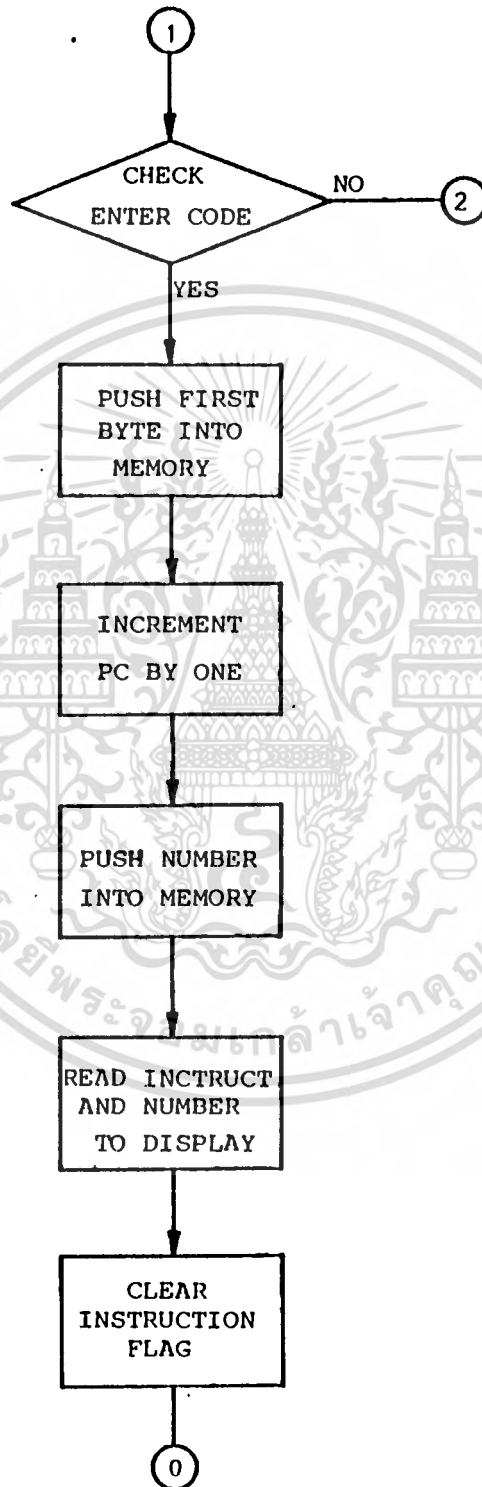 1
CHECK
ENTER CODE
NO
2
YES
PUSH FIRST
BYTE INTO
MEMORY
INCREMENT
PC BY ONE
PUSH NUMBER
INTO MEMORY
READ INCTRUCT
AND NUMBER
TO DISPLAY
CLEAR
INSTRUCTION
FLAG
0